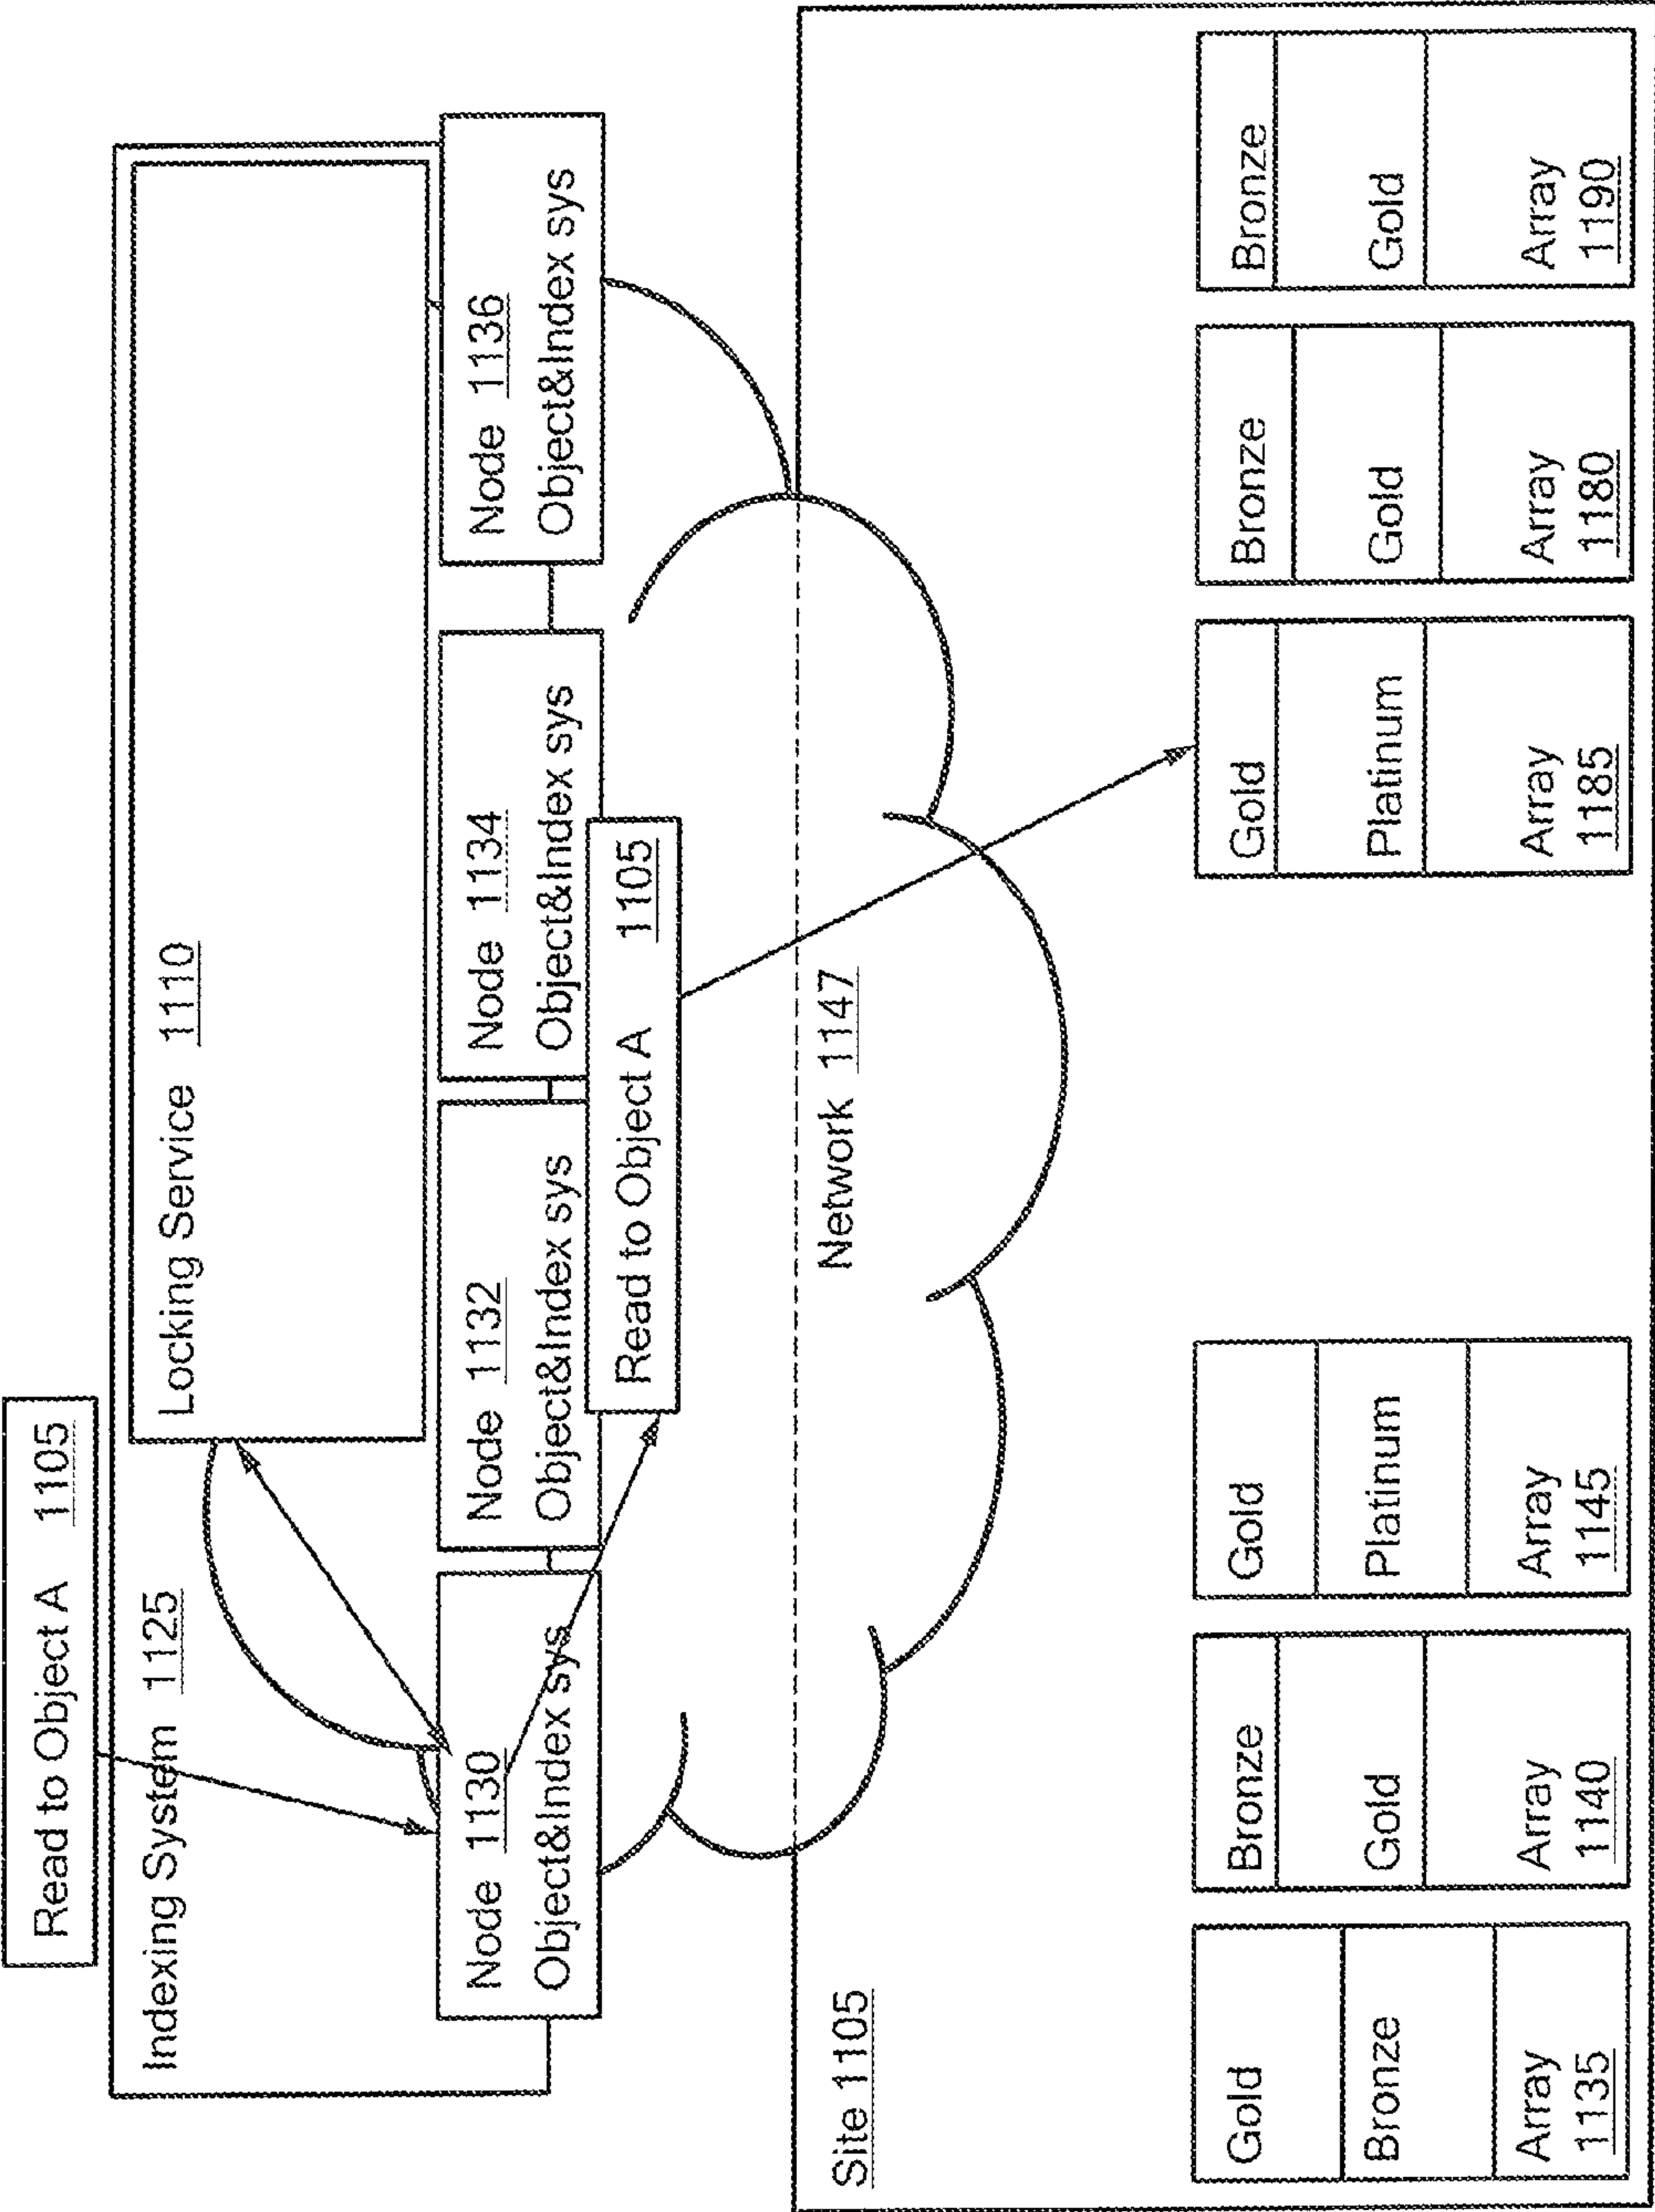 Read to Object A 1105
Indexing System 1125
Locking Service 1110
Node 1130
Object&Index sys
Node 1132
Object&Index sys
Node 1134
Object&Index sys
Node 1136
Object&Index sys
Read to Object A 1105
Site 1105
Network 1147
Gold
Bronze
Array
1135
Bronze
Gold
Array
1140
Gold
Platinum
Array
1145
Gold
Platinum
Array
1185
Bronze
Gold
Array
1180
Bronze
Gold
Array
1190